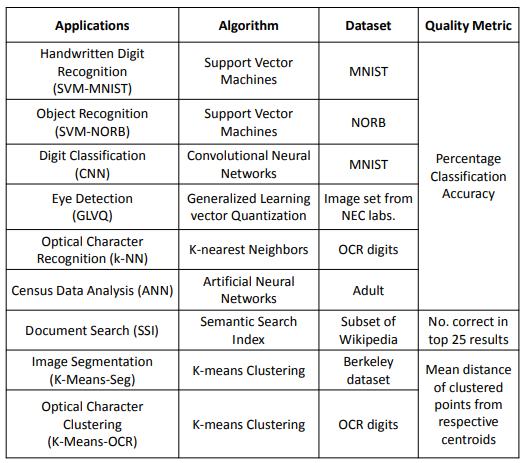 Applications Algorithm Dataset Quality Metric
Handwritten Digit
Recognition
(SVM-MNIST)
Support Vector
Machines
MNIST
Percentage
Classification
Accuracy
Object Recognition
(SVM-NORB)
Support Vector
Machines
NORB
Digit Classification
(CNN)
Convolutional Neural
Networks
MNIST
Eye Detection
(GLVQ)
Generalized Learning
vector Quantization
Image set from
NEC labs.
Optical Character
Recognition (k-NN)
K-nearest Neighbors
OCR digits
Census Data Analysis (ANN)
Artificial Neural
Networks
Adult
Document Search (SSI)
Semantic Search
Index
Subset of
Wikipedia
No. correct in
top 25 results
Image Segmentation
(K-Means-Seg)
K-means Clustering
Berkeley
dataset
Mean distance
of clustered
points from
respective
centroids
Optical Character
Clustering
(K-Means-OCR)
K-means Clustering
OCR digits